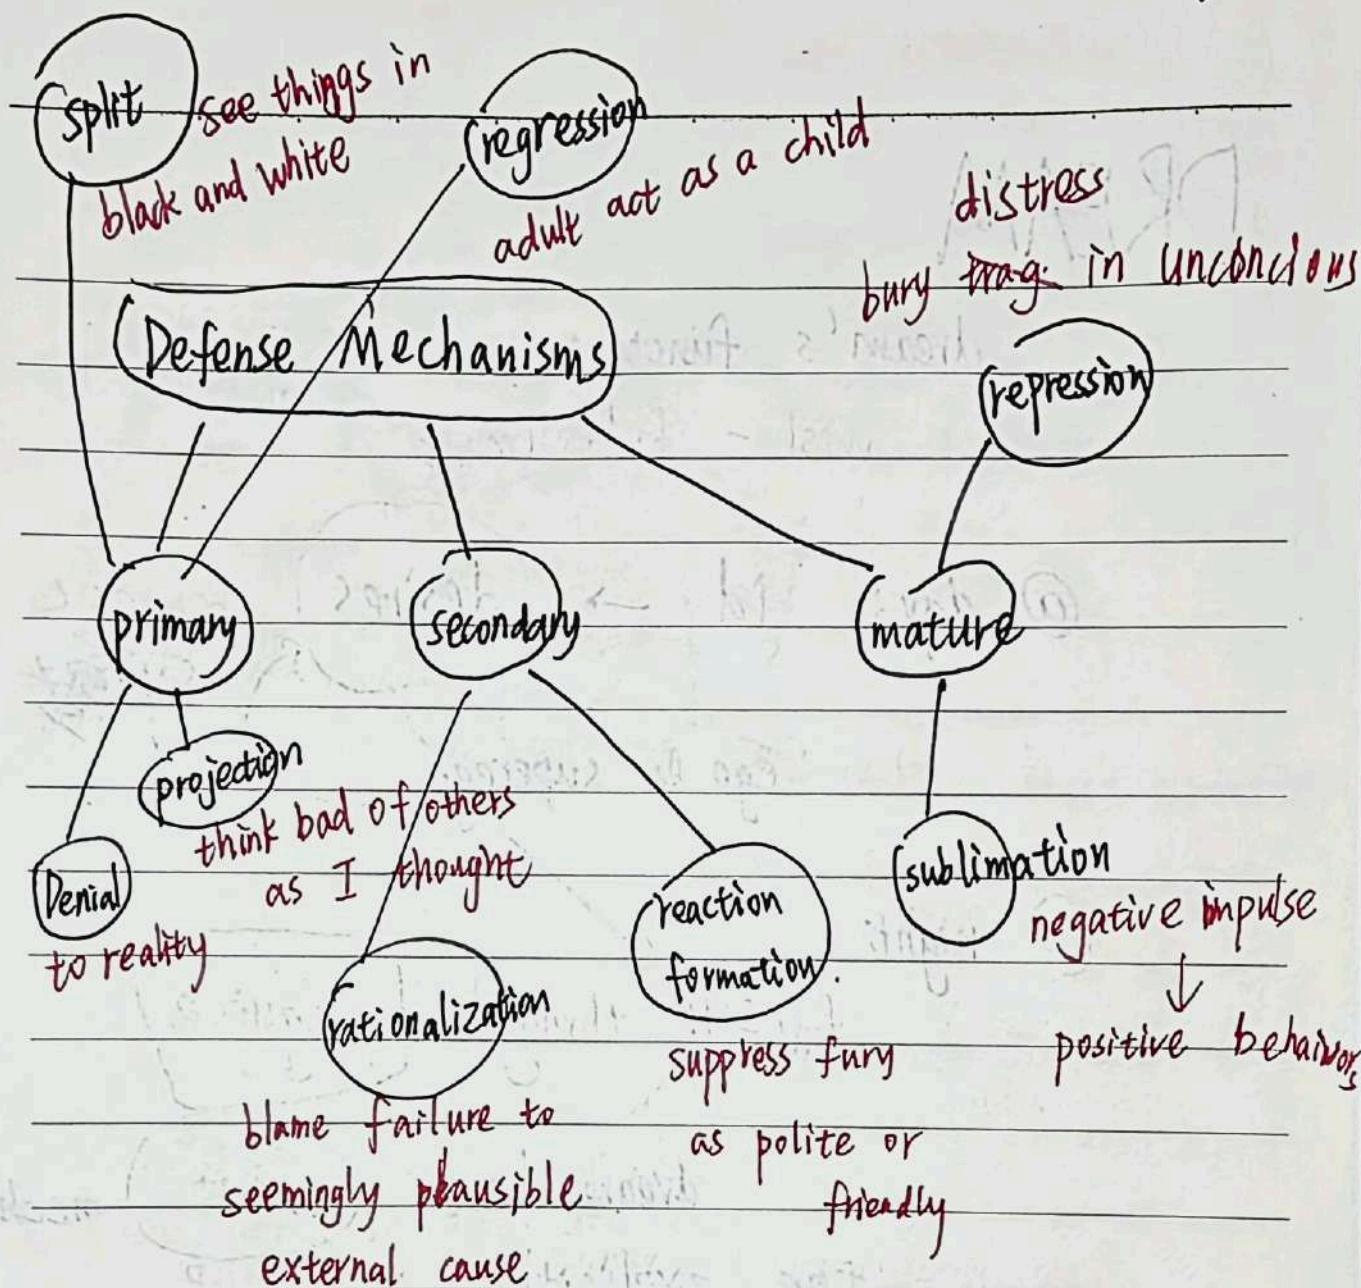 split
see things in
black and white
regression
adult act as a child
distress
bury trag. in unconcious
Defense Mechanisms
repression
primary
secondary
mature
projection
think bad of others
as I thought
Denial
to reality
rationalization
blame failure to
seemingly plausible
external cause
reaction
formation.
suppress fury
as polite or
friendly
sublimation
negative impulse
↓
positive behaivors